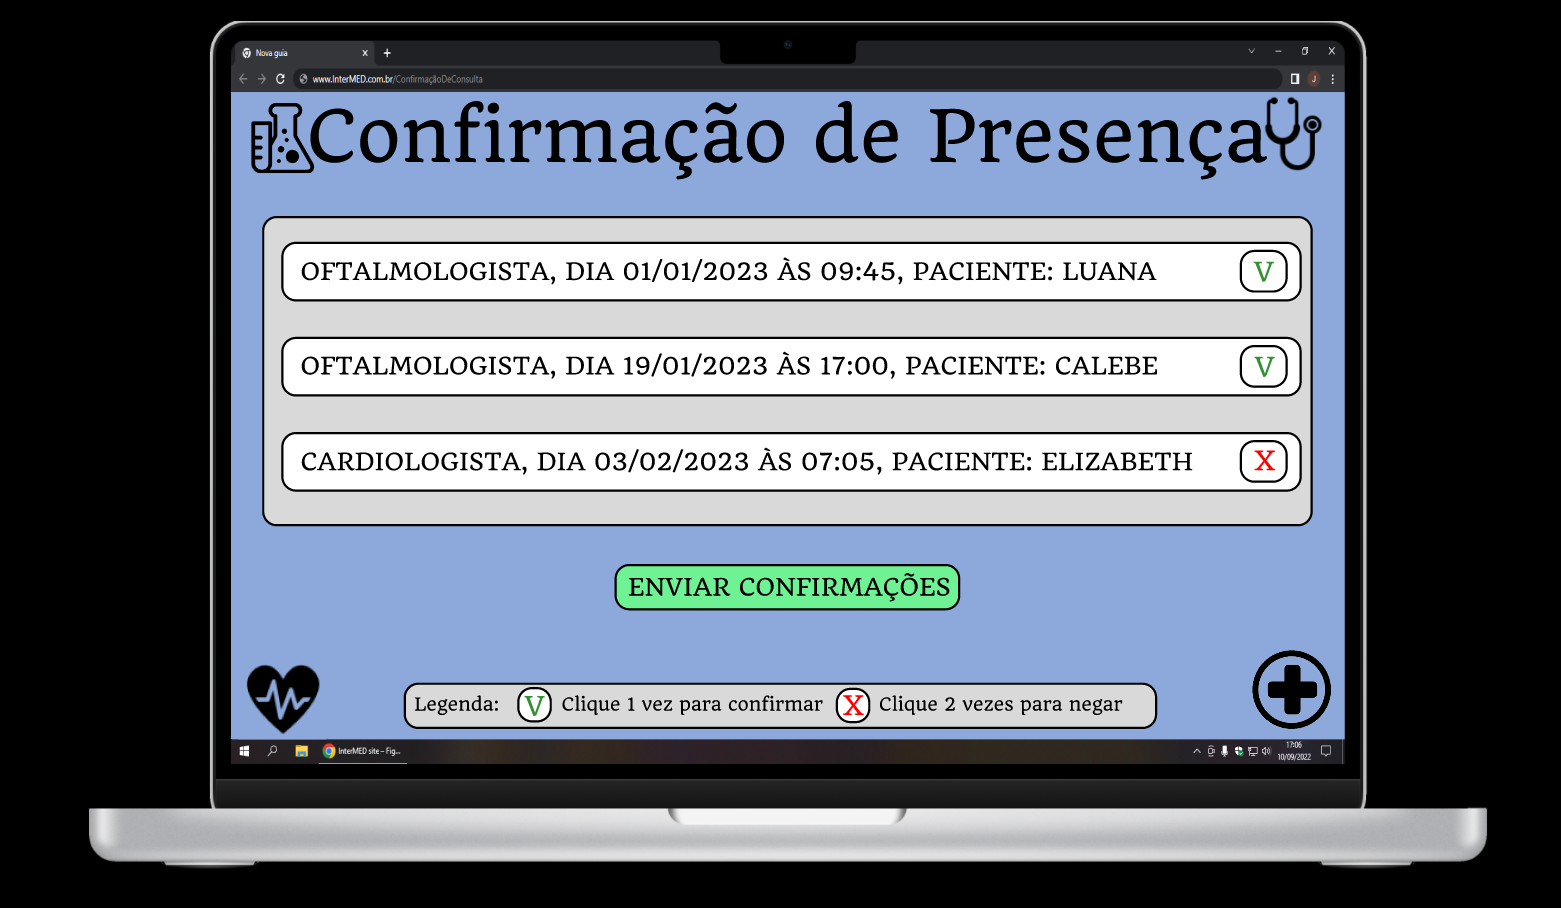 Nova guia
www.InterMED.com.br/ConfirmaçãoDeConsulta
J
Confirmação de Presença
OFTALMOLOGISTA, DIA 01/01/2023 ÀS 09:45, PACIENTE: LUANA V
OFTALMOLOGISTA, DIA 19/01/2023 ÀS 17:00, PACIENTE: CALEBE V
CARDIOLOGISTA, DIA 03/02/2023 ÀS 07:05, PACIENTE: ELIZABETH X
ENVIAR CONFIRMAÇÕES
Legenda: V Clique 1 vez para confirmar X Clique 2 vezes para negar
InterMED site – Fig...
17:06
10/09/2022